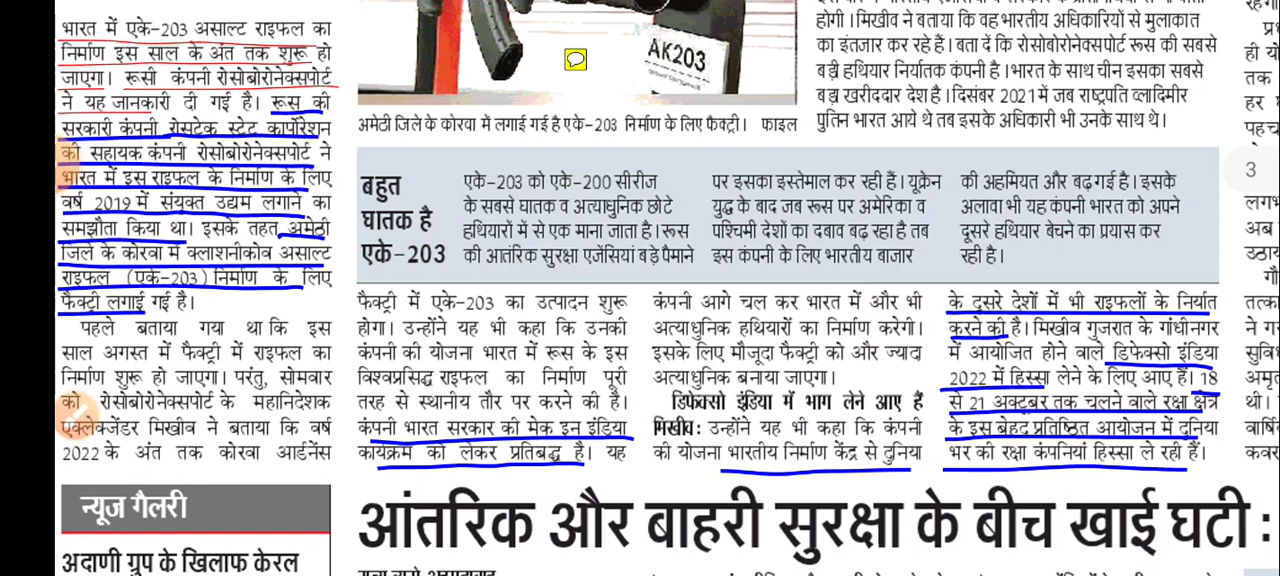 भारत में एके-203 असाल्ट राइफल का
निर्माण इस साल के अंत तक शुरू हो
जाएगा। रूसी कंपनी रोसोबोरोनेक्सपोर्ट
ने यह जानकारी दी गई है। रूस की
सरकारी कंपनी रोसटेक स्टेट कार्पोरेशन
की सहायक कंपनी रोसोबोरोनेक्सपोर्ट ने
भारत में इस राइफल के निर्माण के लिए
वर्ष 2019 में संयुक्त उद्यम लगाने का
समझौता किया था। इसके तहत अमेठी
जिले के कोरवा में क्लाशनीकोव असाल्ट
राइफल (एके-203) निर्माण के लिए
फैक्ट्री लगाई गई है।
पहले बताया गया था कि इस
साल अगस्त में फैक्ट्री में राइफल का
निर्माण शुरू हो जाएगा। परंतु, सोमवार
को रोसोबोरोनेक्सपोर्ट के महानिदेशक
एलेक्जेंडर मिखीव ने बताया कि वर्ष
2022 के अंत तक कोरवा आर्डनेंस
AK203
अमेठी जिले के कोरवा में लगाई गई है एके-203 निर्माण के लिए फैक्ट्री। फाइल
होगी। मिखीव ने बताया कि वह भारतीय अधिकारियों से मुलाकात
का इंतजार कर रहे हैं। बता दें कि रोसोबोरोनेक्सपोर्ट रूस की सबसे
बड़ी हथियार निर्यातक कंपनी है। भारत के साथ चीन इसका सबसे
बड़ा खरीददार देश है। दिसंबर 2021 में जब राष्ट्रपति व्लादिमीर
पुतिन भारत आये थे तब इसके अधिकारी भी उनके साथ थे।
बहुत
घातक है
एके-203
एके-203 को एके-200 सीरीज
के सबसे घातक व अत्याधुनिक छोटे
हथियारों में से एक माना जाता है। रूस
की आतंरिक सुरक्षा एजेंसियां बड़े पैमाने
पर इसका इस्तेमाल कर रही हैं। यूक्रेन
युद्ध के बाद जब रूस पर अमेरिका व
पश्चिमी देशों का दबाव बढ़ रहा है तब
इस कंपनी के लिए भारतीय बाजार
की अहमियत और बढ़ गई है। इसके
अलावा भी यह कंपनी भारत को अपने
दूसरे हथियार बेचने का प्रयास कर
रही है।
फैक्ट्री में एके-203 का उत्पादन शुरू
होगा। उन्होंने यह भी कहा कि उनकी
कंपनी की योजना भारत में रूस के इस
विश्वप्रसिद्ध राइफल का निर्माण पूरी
तरह से स्थानीय तौर पर करने की है।
कंपनी भारत सरकार की मेक इन इंडिया
कार्यक्रम को लेकर प्रतिबद्ध है। यह
कंपनी आगे चल कर भारत में और भी
अत्याधुनिक हथियारों का निर्माण करेगी।
इसके लिए मौजूदा फैक्ट्री को और ज्यादा
अत्याधुनिक बनाया जाएगा।
डिफेक्सो इंडिया में भाग लेने आए हैं
मिखीव: उन्होंने यह भी कहा कि कंपनी
की योजना भारतीय निर्माण केंद्र से दुनिया
के दूसरे देशों में भी राइफलों के निर्यात
करने की है। मिखीव गुजरात के गांधीनगर
में आयोजित होने वाले डिफेक्सो इंडिया
2022 में हिस्सा लेने के लिए आए हैं। 18
से 21 अक्टूबर तक चलने वाले रक्षा क्षेत्र
के इस बेहद प्रतिष्ठित आयोजन में दुनिया
भर की रक्षा कंपनियां हिस्सा ले रही हैं।
3
न्यूज गैलरी
अदाणी ग्रुप के खिलाफ केरल
आंतरिक और बाहरी सुरक्षा के बीच खाई घटी :